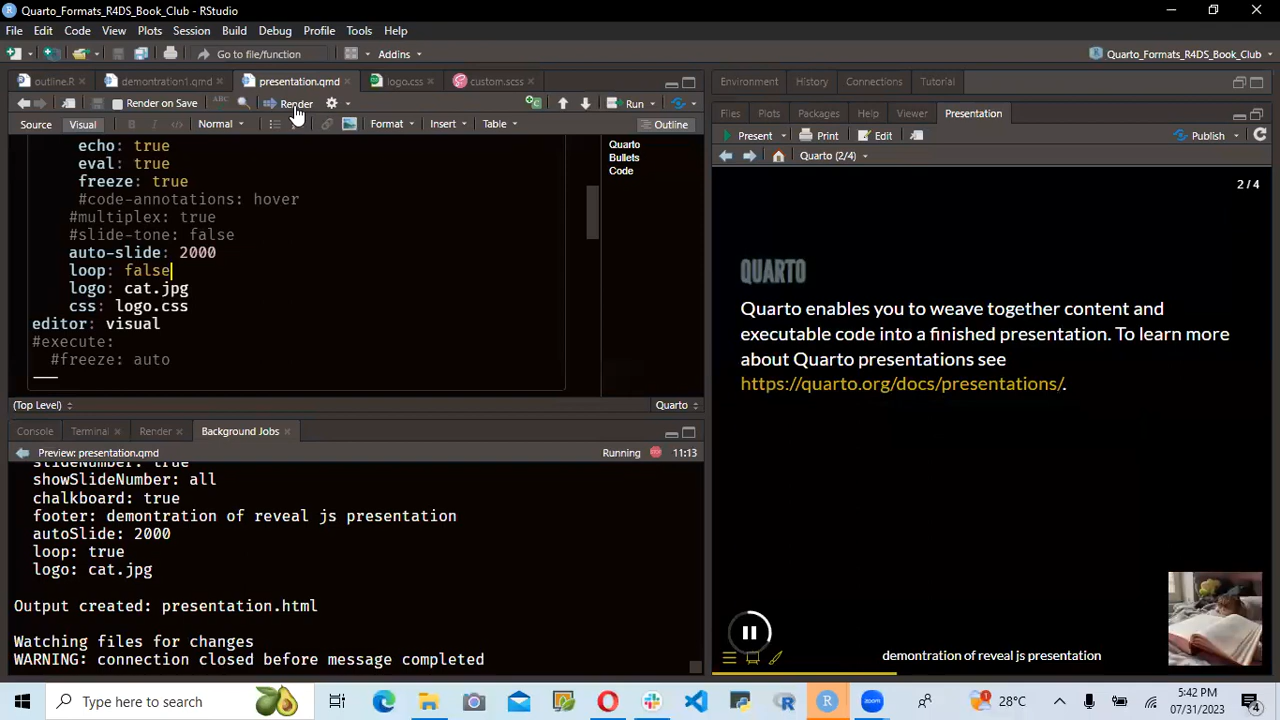 Quarto_Formats_R4DS_Book_Club - RStudio
File Edit Code View Plots Session Build Debug Profile Tools Help
Go to file/function Addins Quarto_Formats_R4DS_Book_Club
outline.R demontration1.qmd presentation.qmd logo.css custom.scss
Render on Save ABC Render Run
Source Visual B I Normal Format Insert Table Outline
echo: true
eval: true
freeze: true
#code-annotations: hover
#multiplex: true
#slide-tone: false
auto-slide: 2000
loop: false
logo: cat.jpg
css: logo.css
editor: visual
#execute:
#freeze: auto
Quarto
Bullets
Code
(Top Level) Quarto
Console Terminal Render Background Jobs
Preview: presentation.qmd Running 11:13
slideNumber: true
showSlideNumber: all
chalkboard: true
footer: demontration of reveal js presentation
autoSlide: 2000
loop: true
logo: cat.jpg
Output created: presentation.html
Watching files for changes
WARNING: connection closed before message completed
Environment History Connections Tutorial
Files Plots Packages Help Viewer Presentation
Present Print Edit Publish
Quarto (2/4)
2 / 4
QUARTO
Quarto enables you to weave together content and
executable code into a finished presentation. To learn more
about Quarto presentations see
https://quarto.org/docs/presentations/.
demontration of reveal js presentation
Type here to search
zoom
28°C
5:42 PM
07/31/2023
4